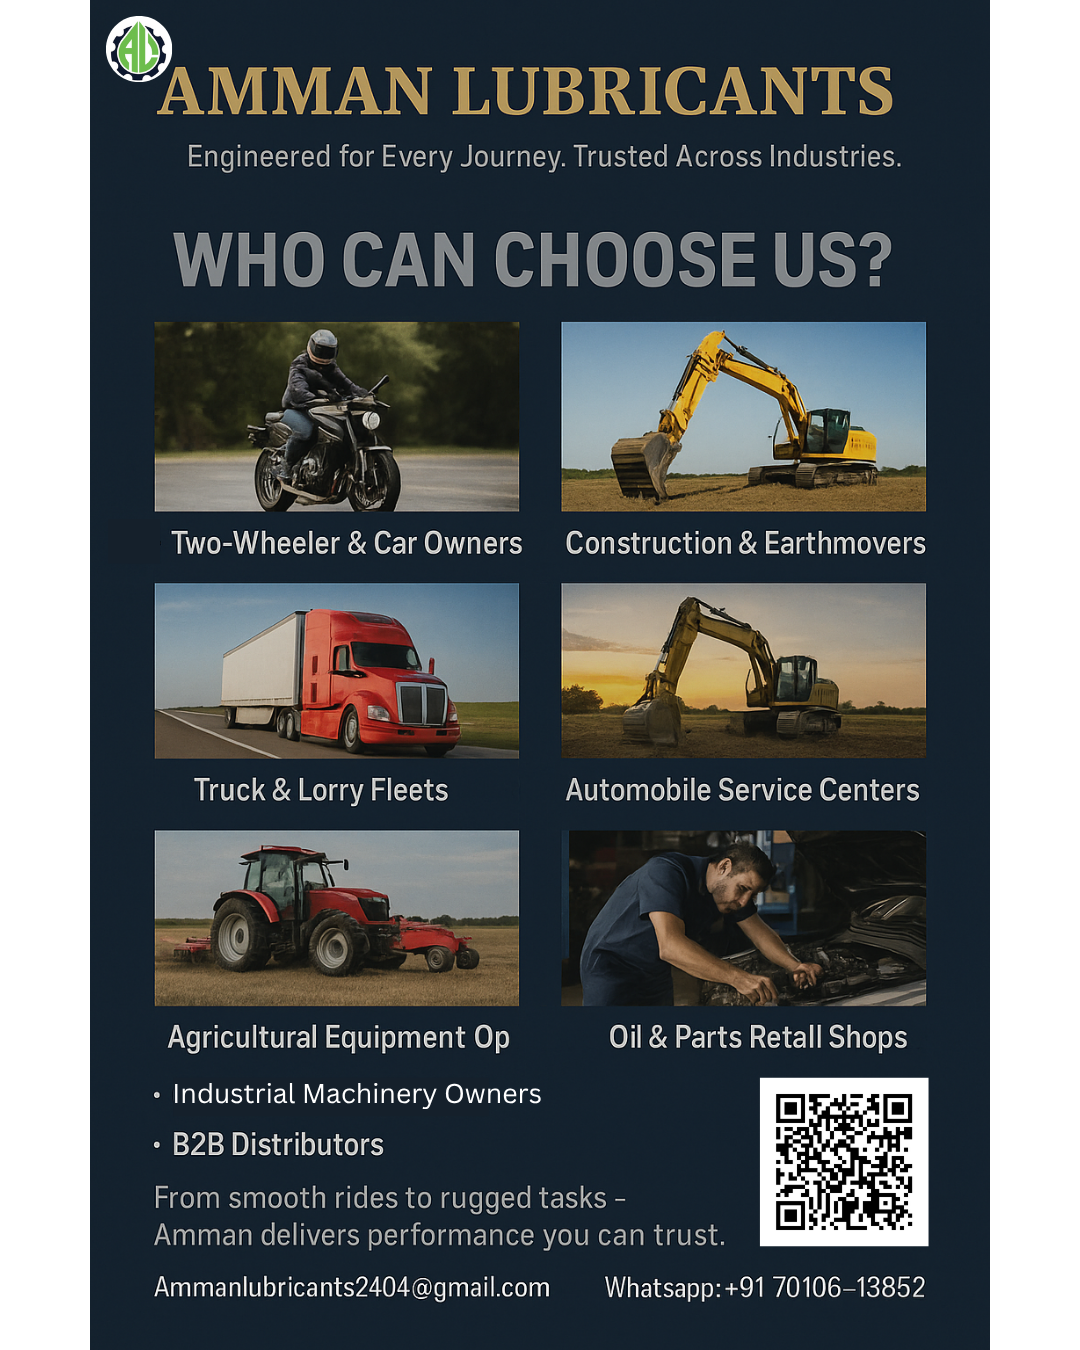 AL
AMMAN LUBRICANTS
Engineered for Every Journey. Trusted Across Industries.
WHO CAN CHOOSE US?
Two-Wheeler & Car Owners
Construction & Earthmovers
Truck & Lorry Fleets
Automobile Service Centers
Agricultural Equipment Op
Oil & Parts Retall Shops
• Industrial Machinery Owners
• B2B Distributors
From smooth rides to rugged tasks –
Amman delivers performance you can trust.
Ammanlubricants2404@gmail.com
Whatsapp:+91 70106–13852